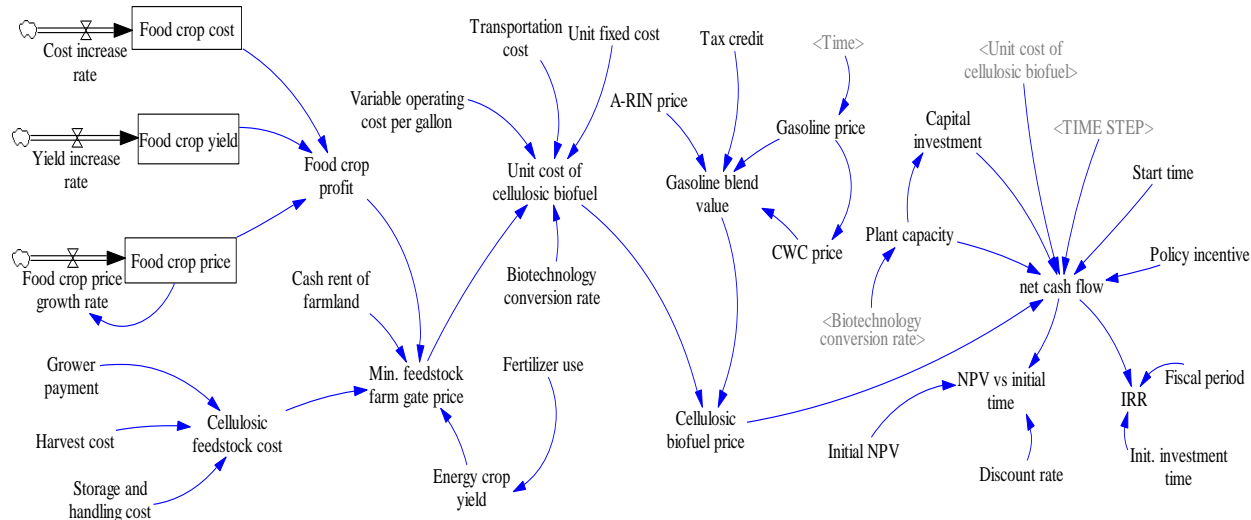 Food crop cost
Cost increase
rate
Food crop yield
Yield increase
rate
Food crop
profit
Food crop price
Food crop price
growth rate
Grower
payment
Harvest cost
Storage and
handling cost
Cellulosic
feedstock cost
Cash rent of
farmland
Min. feedstock
farm gate price
Fertilizer use
Energy crop
yield
Transportation
cost
Unit fixed cost
Variable operating
cost per gallon
Unit cost of
cellulosic biofuel
Biotechnology
conversion rate
Tax credit
<Time>
A-RIN price
Gasoline price
Gasoline blend
value
CWC price
Cellulosic
biofuel price
<Unit cost of
cellulosic biofuel>
Capital
investment
<TIME STEP>
Start time
Plant capacity
Policy incentive
net cash flow
<Biotechnology
conversion rate>
NPV vs initial
time
IRR
Fiscal period
Initial NPV
Discount rate
Init. investment
time